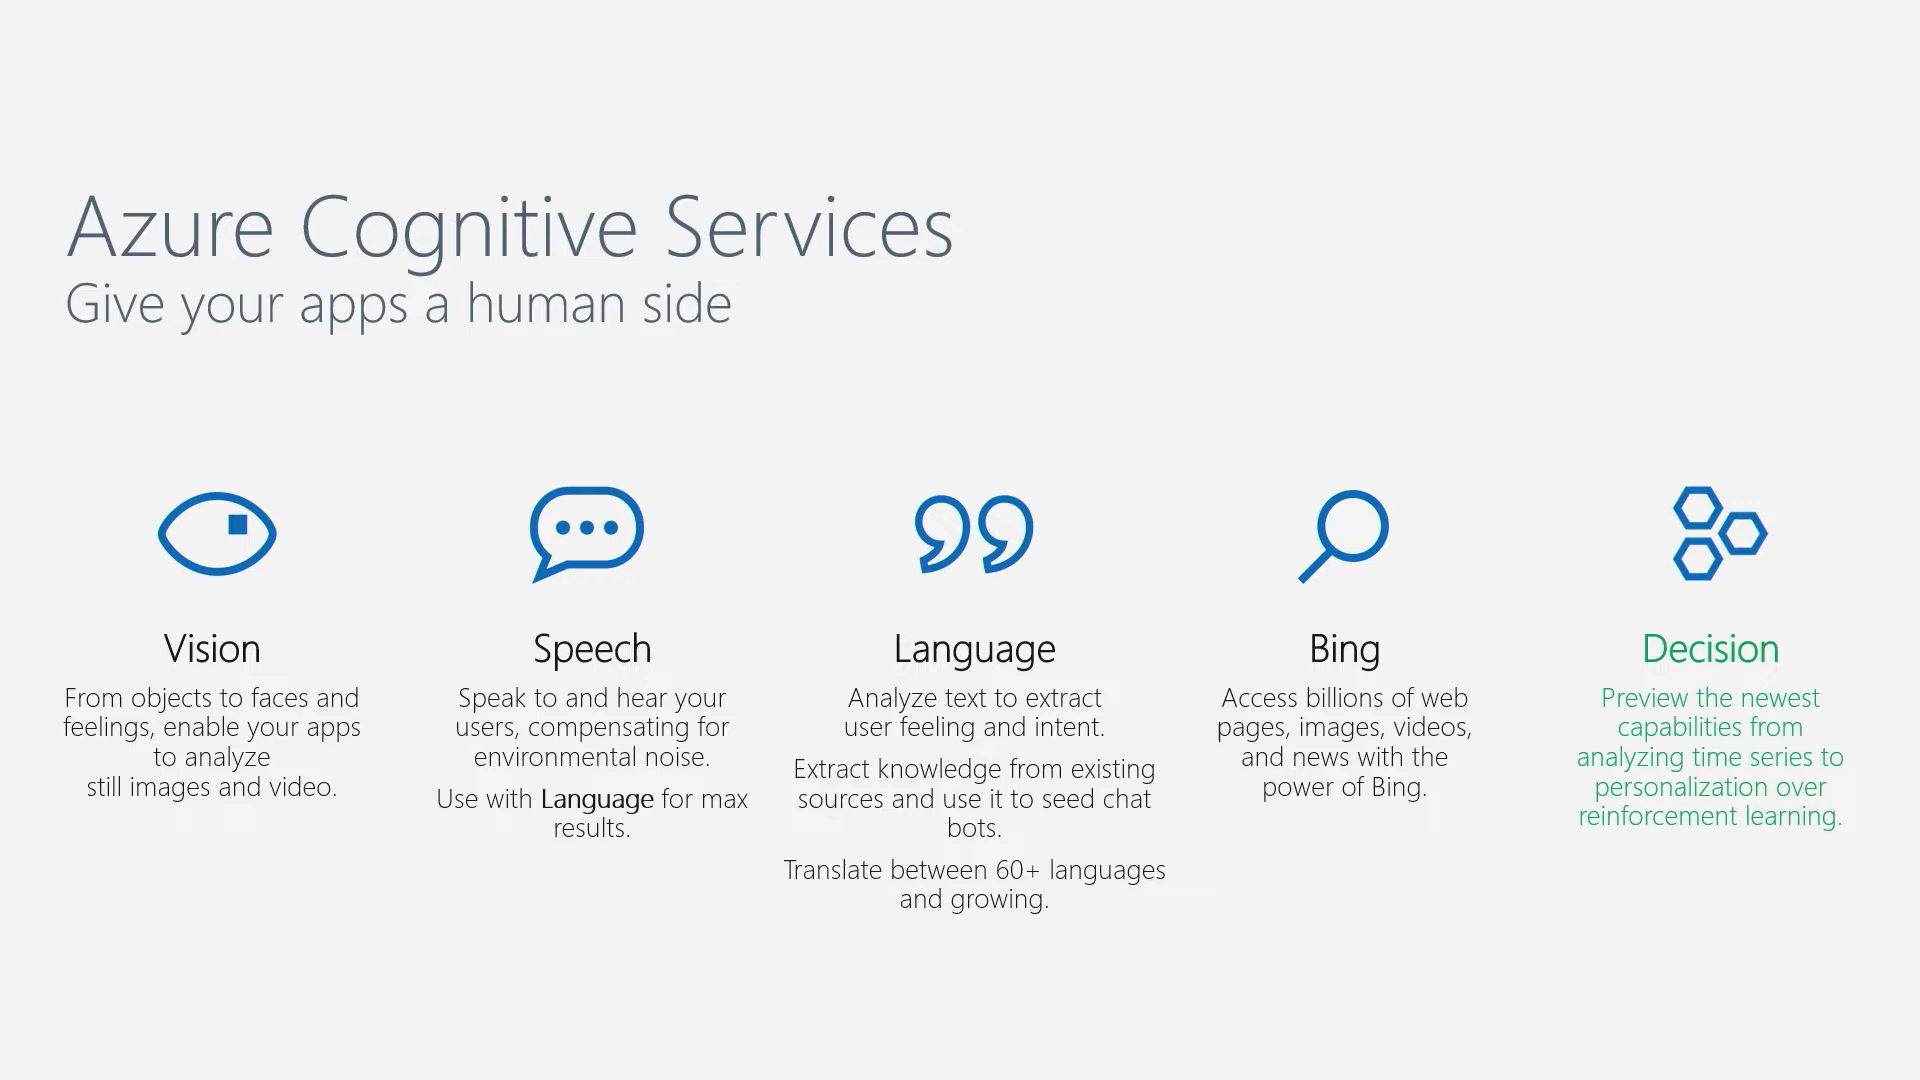 Azure Cognitive Services
Give your apps a human side
Vision
From objects to faces and
feelings, enable your apps
to analyze
still images and video.
Speech
Speak to and hear your
users, compensating for
environmental noise.
Use with Language for max
results.
Language
Analyze text to extract
user feeling and intent.
Extract knowledge from existing
sources and use it to seed chat
bots.
Translate between 60+ languages
and growing.
Bing
Access billions of web
pages, images, videos,
and news with the
power of Bing.
Decision
Preview the newest
capabilities from
analyzing time series to
personalization over
reinforcement learning.